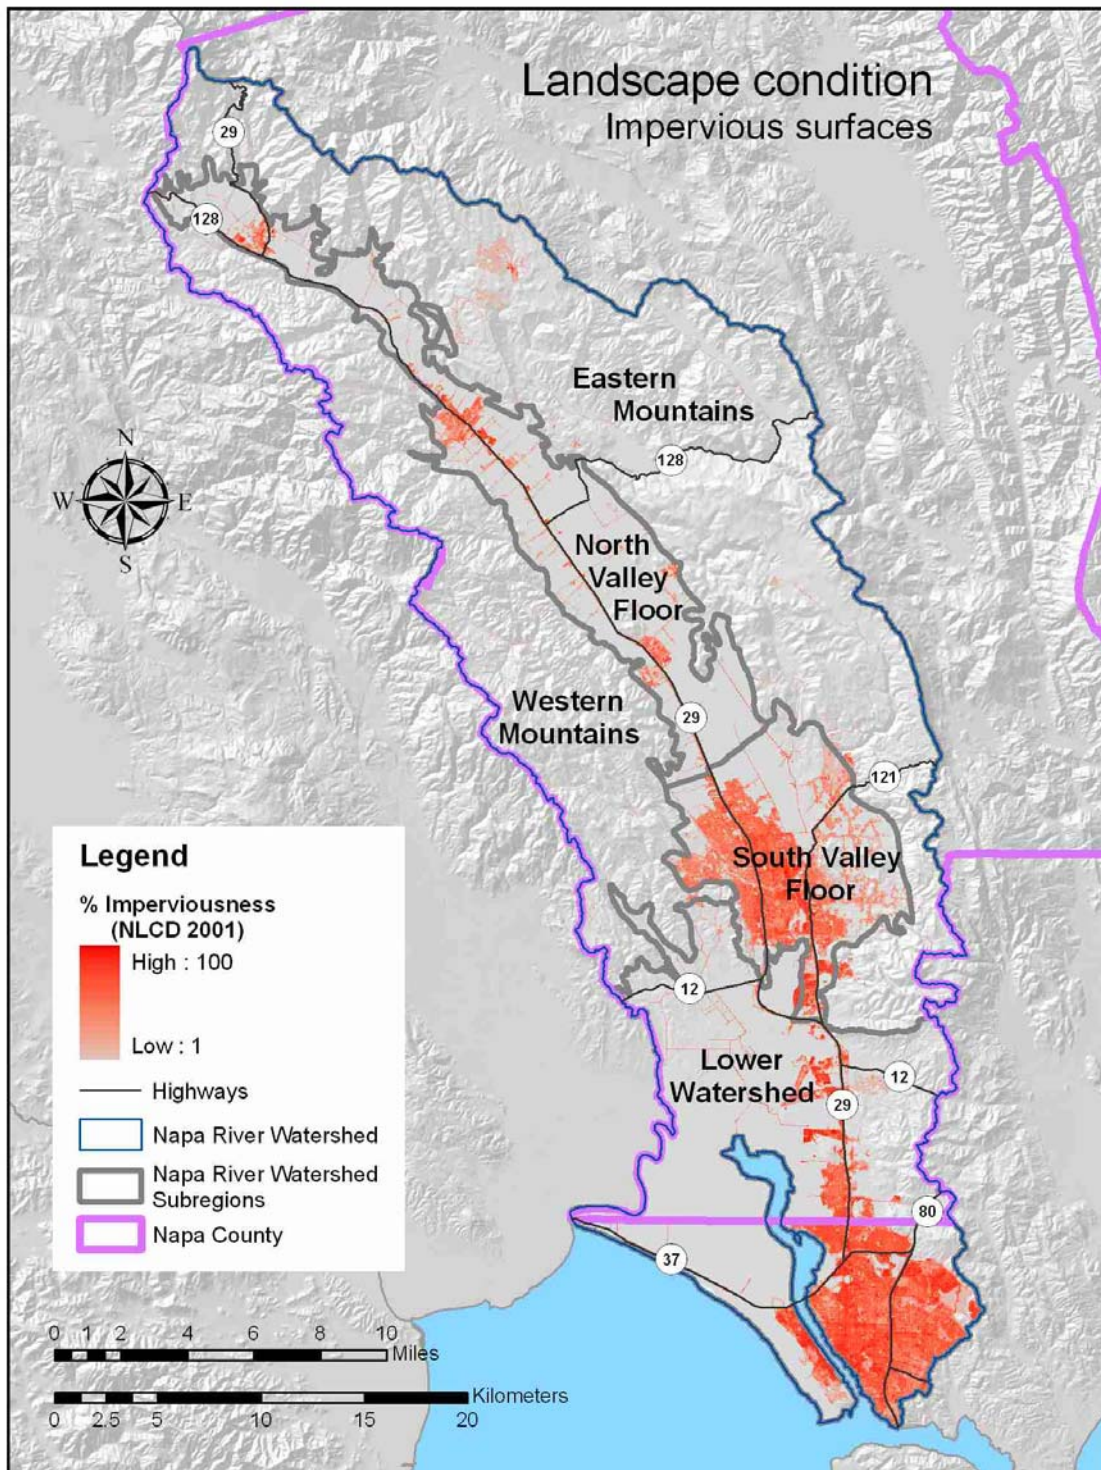 Landscape condition
Impervious surfaces
29
128
Eastern
Mountains
128
N
W E
S
North
Valley
Floor
Western
Mountains
29
121
South Valley
Floor
12
Lower
Watershed
12
29
80
37
Legend
% Imperviousness
(NLCD 2001)
High : 100
Low : 1
Highways
Napa River Watershed
Napa River Watershed
Subregions
Napa County
0 1 2 4 6 8 10
Miles
Kilometers
0 2.5 5 10 15 20